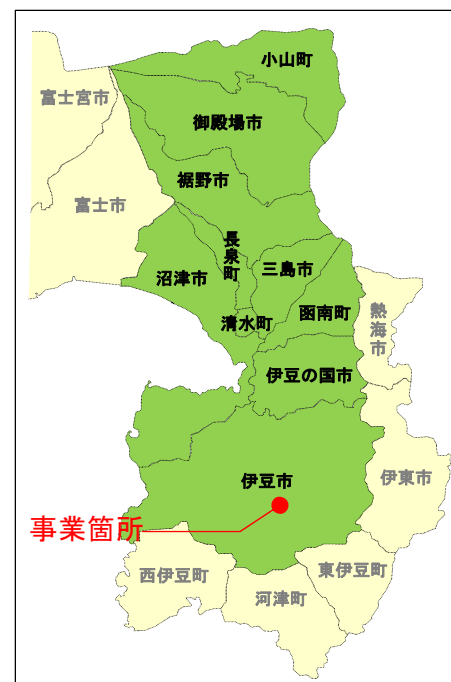 小山町
富士宮市
御殿場市
裾野市
富士市
長泉町
三島市
沼津市
函南町
熱海市
清水町
伊豆の国市
伊豆市
伊東市
事業箇所
西伊豆町
東伊豆町
河津町